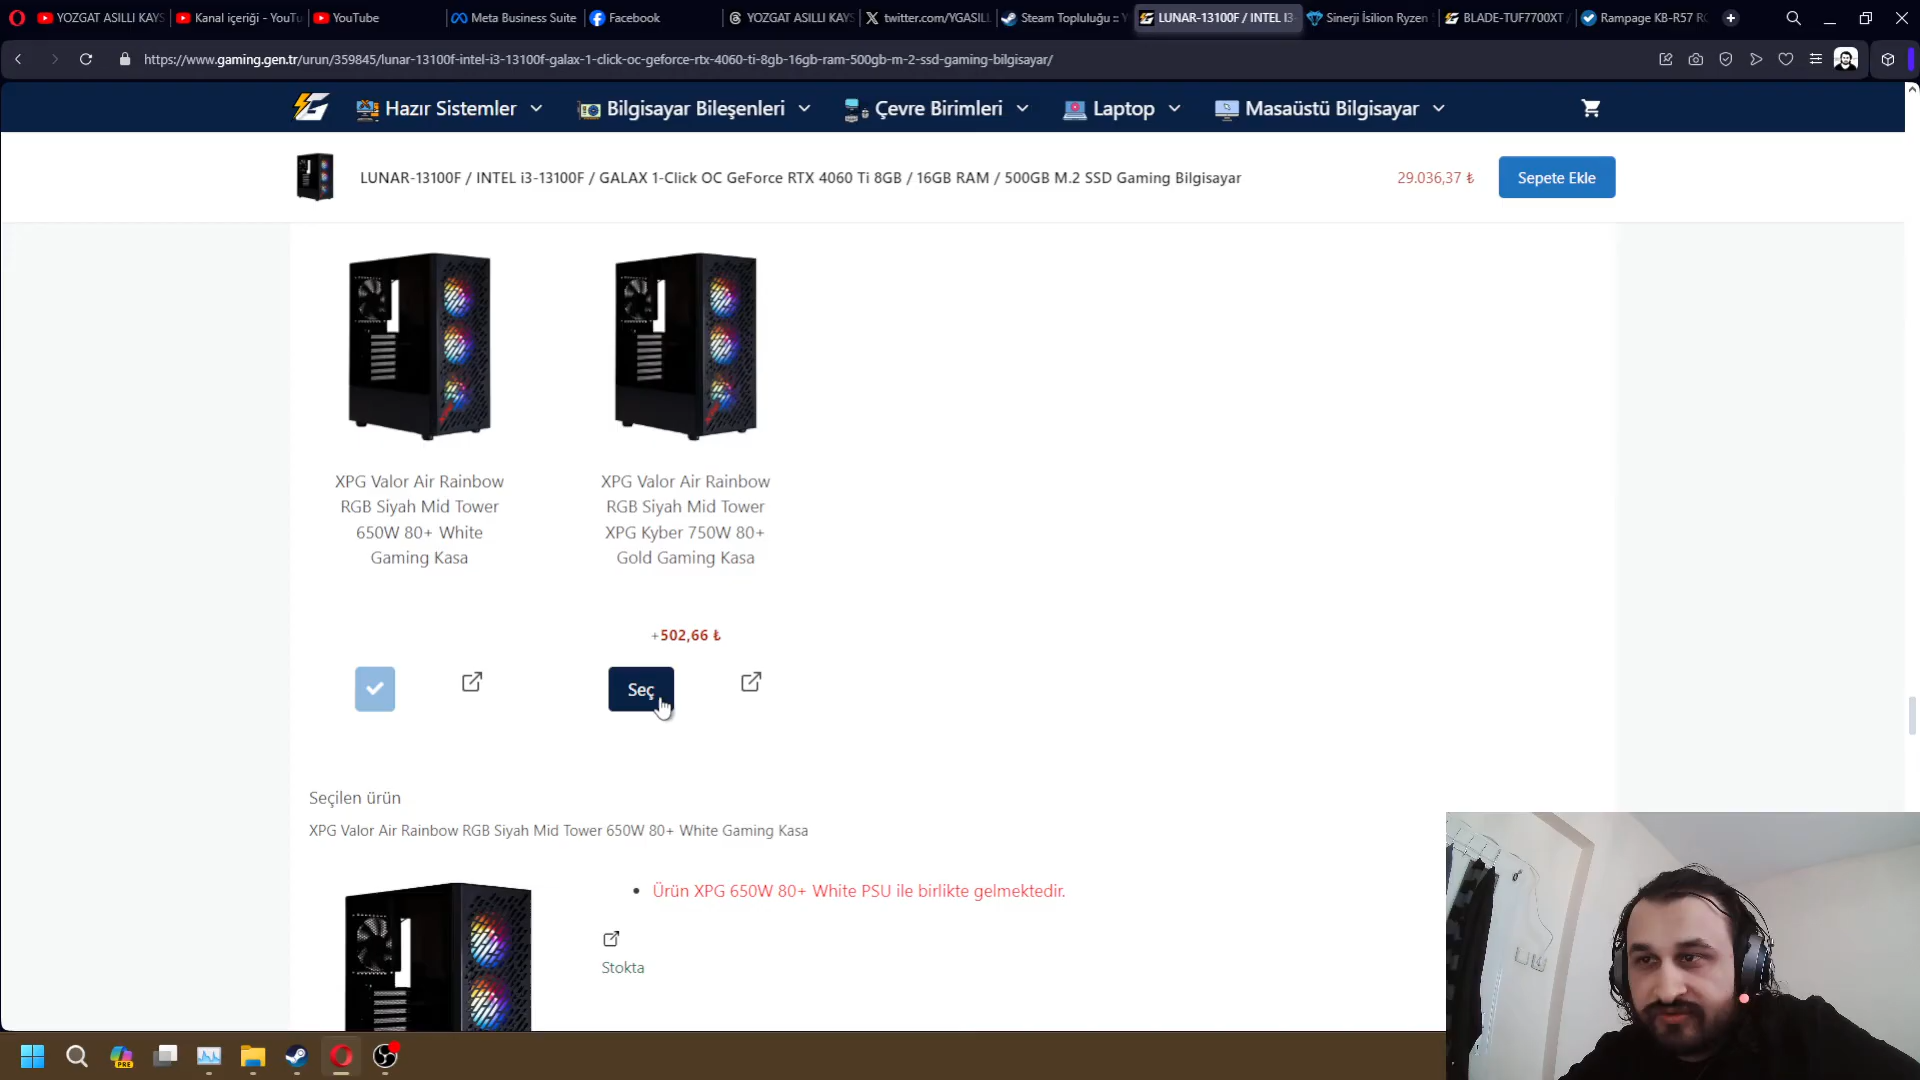 YOZGAT ASILLI KAYS
Kanal içeriği - YouTu
YouTube
Meta Business Suite
Facebook
YOZGAT ASILLI KAYS
twitter.com/YGASILL
Steam Topluluğu ::
LUNAR-13100F / INTEL I3-
Sinerji İsilion Ryzen
BLADE-TUF7700XT /
Rampage KB-R57 RG
https://www.gaming.gen.tr/urun/359845/lunar-13100f-intel-i3-13100f-galax-1-click-oc-geforce-rtx-4060-ti-8gb-16gb-ram-500gb-m-2-ssd-gaming-bilgisayar/
Hazır Sistemler
Bilgisayar Bileşenleri
Çevre Birimleri
Laptop
Masaüstü Bilgisayar
LUNAR-13100F / INTEL i3-13100F / GALAX 1-Click OC GeForce RTX 4060 Ti 8GB / 16GB RAM / 500GB M.2 SSD Gaming Bilgisayar
29.036,37 ₺
Sepete Ekle
XPG Valor Air Rainbow
RGB Siyah Mid Tower
650W 80+ White
Gaming Kasa
XPG Valor Air Rainbow
RGB Siyah Mid Tower
XPG Kyber 750W 80+
Gold Gaming Kasa
+502,66 ₺
Seç
Seçilen ürün
XPG Valor Air Rainbow RGB Siyah Mid Tower 650W 80+ White Gaming Kasa
• Ürün XPG 650W 80+ White PSU ile birlikte gelmektedir.
Stokta
PRE